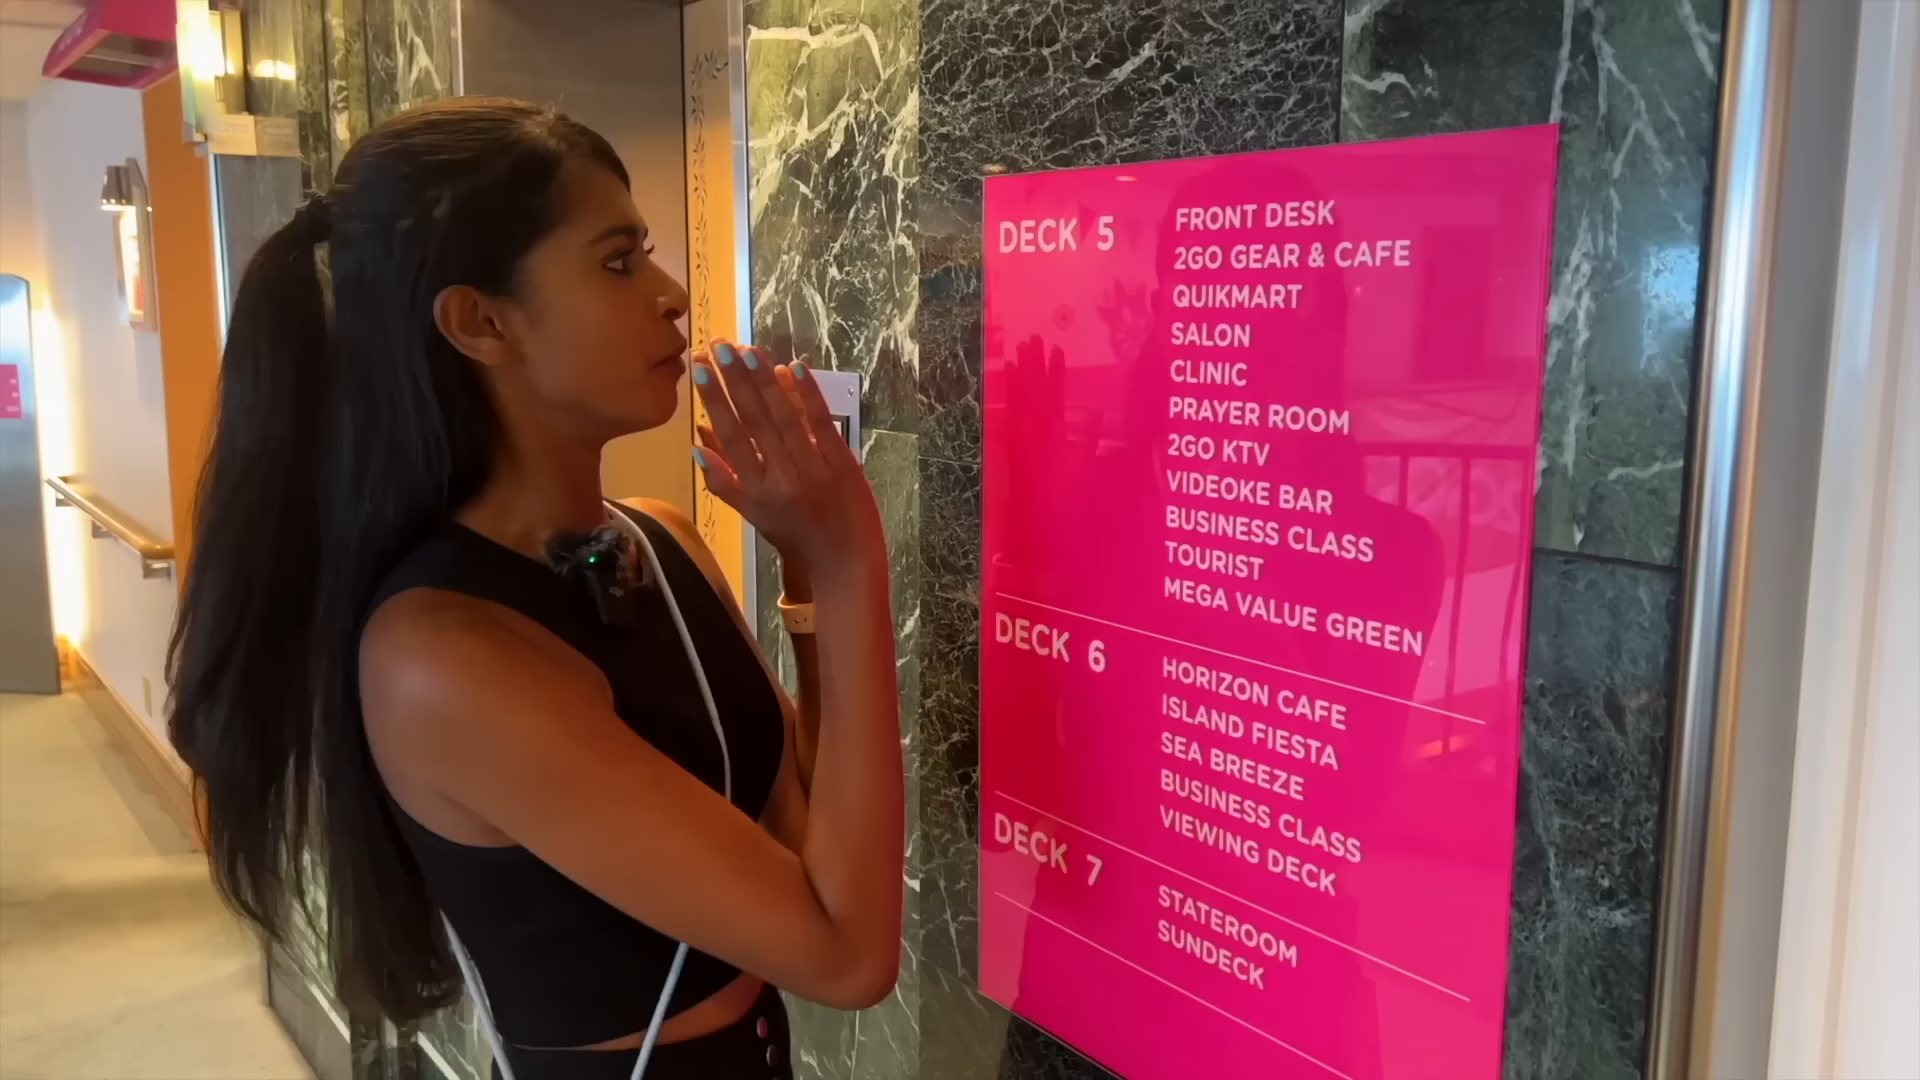 DECK 5
FRONT DESK
2GO GEAR & CAFE
QUIKMART
SALON
CLINIC
PRAYER ROOM
2GO KTV
VIDEOKE BAR
BUSINESS CLASS
TOURIST
MEGA VALUE GREEN
DECK 6
HORIZON CAFE
ISLAND FIESTA
SEA BREEZE
BUSINESS CLASS
VIEWING DECK
DECK 7
STATEROOM
SUNDECK